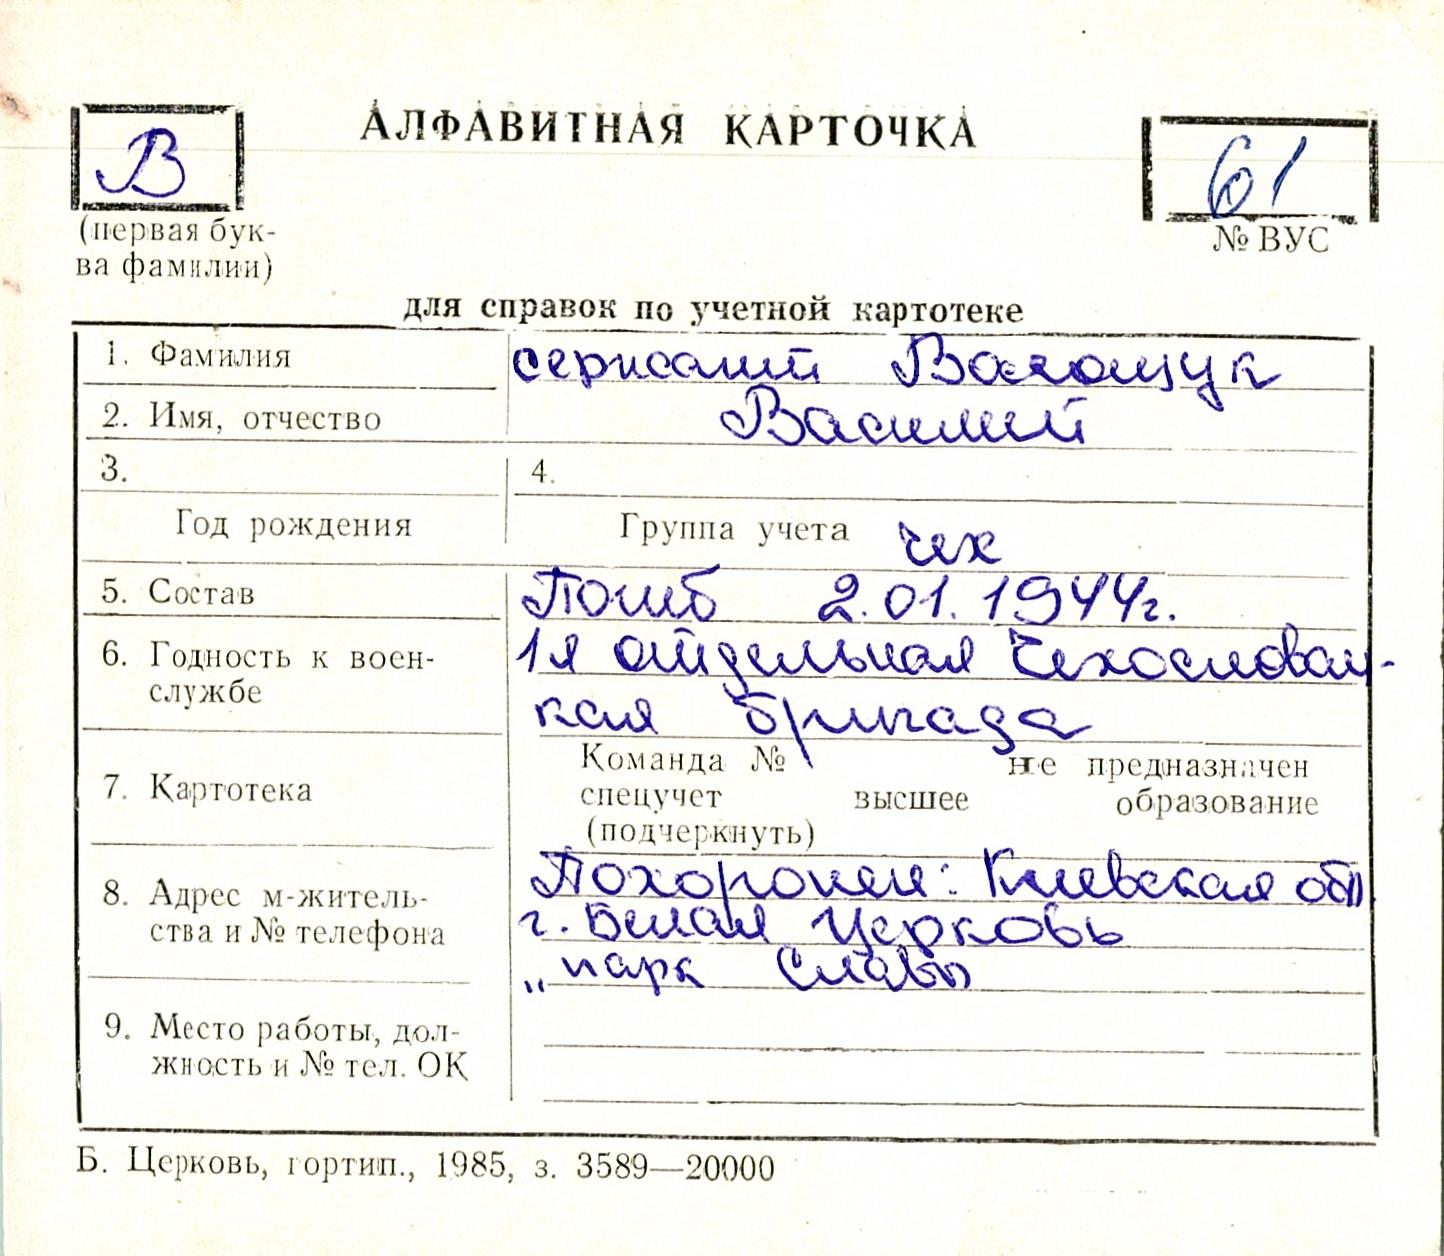 В
АЛФАВИТНАЯ КАРТОЧКА
61
(первая бук-
ва фамилии)
№ ВУС
для справок по учетной картотеке
1. Фамилия сержант Валощук
2. Имя, отчество Василий
3. 4.
Год рождения Группа учета чех
5. Состав Погиб 2.01.1944г.
6. Годность к воен-
службе
1я отдельная Чехословац-
кая бригада
7. Картотека
Команда № не предназначен
спецучет высшее образование
(подчеркнуть)
8. Адрес м-житель-
ства и № телефона
Похоронен: Киевская обл
г. Белая Церковь
„парк Славы
9. Место работы, дол-
жность и № тел. ОК
Б. Церковь, гортип., 1985, з. 3589—20000